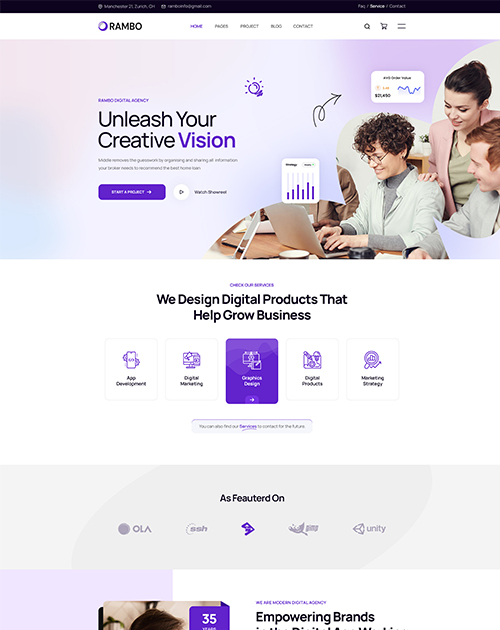 Manchester 21, Zurich, CH
ramboinfo@gmail.com
Faq / Service / Contact
RAMBO
HOME
PAGES
PROJECT
BLOG
CONTACT
AVG Order Value
$21,450
RAMBO DIGITAL AGENCY
Unleash Your
Creative Vision
Middle removes the guesswork by organising and sharing all information
your broker needs to recommend the best home loan
START A PROJECT
Watch Showreel
Strategy
CHECK OUR SERVICES
We Design Digital Products That
Help Grow Business
App
Development
Digital
Marketing
Graphics
Design
Digital
Products
Marketing
Strategy
You can also find our Services to contact for the future
As Feauterd On
OLA
ssh
gimp
unity
35
YEARS
WE ARE MODERN DIGITAL AGENCY
Empowering Brands